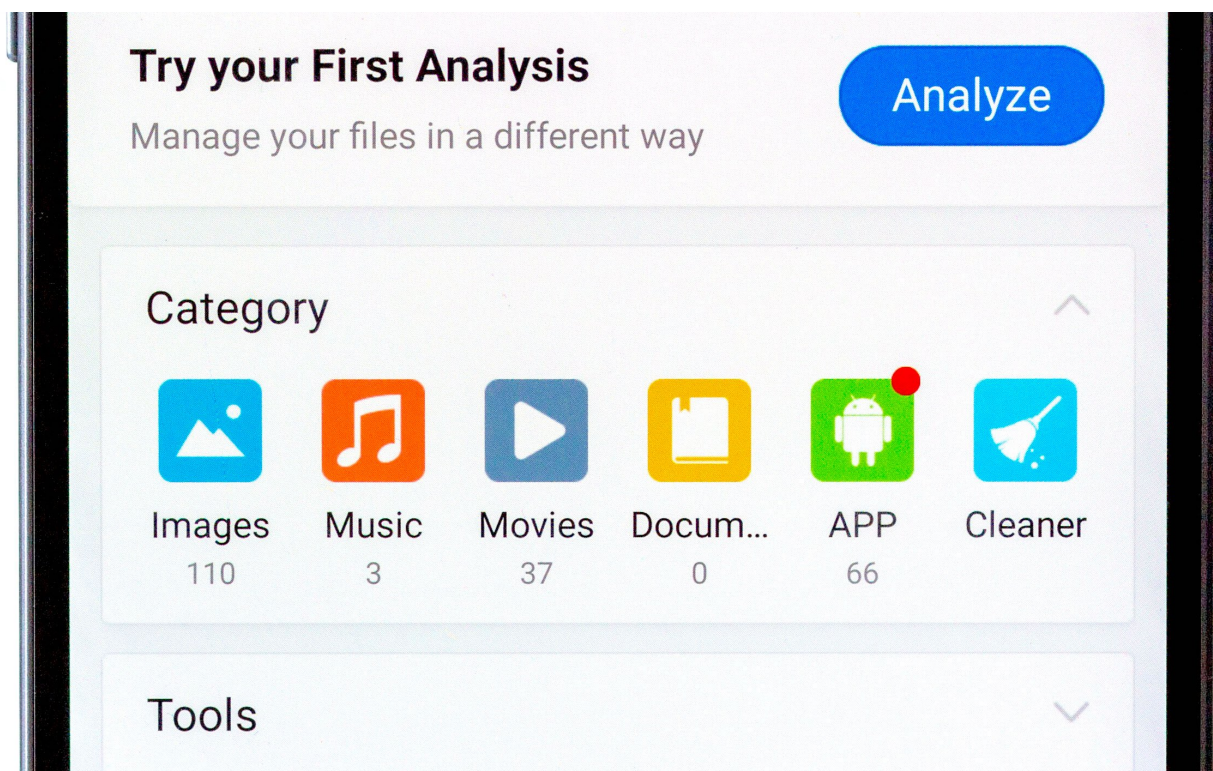 Try your First Analysis
Analyze
Manage your files in a different way
Category
Images Music Movies Docum... APP Cleaner
110 3 37 0 66
Tools